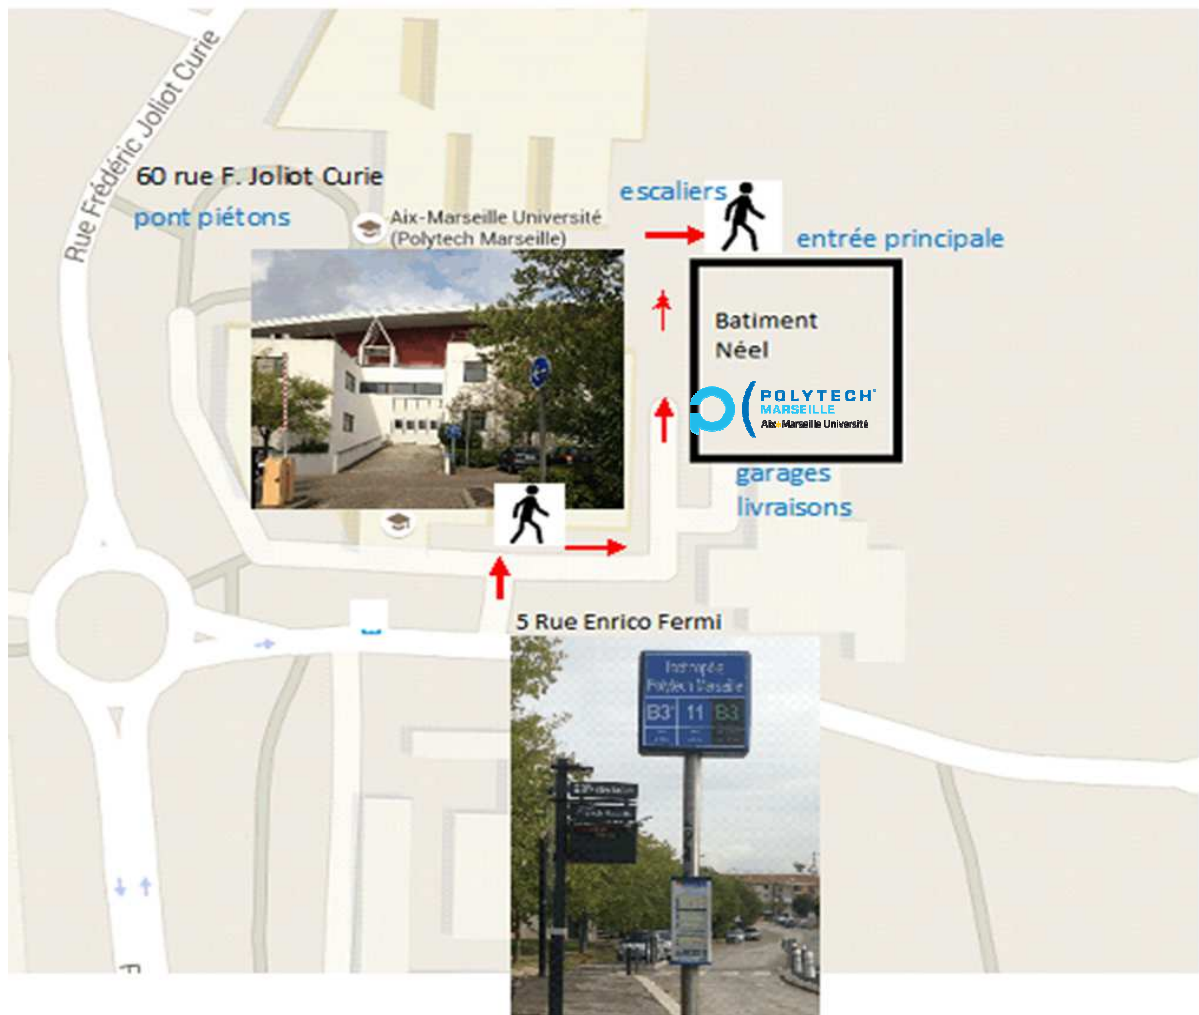 Rue Frédéric Joliot Curie
60 rue F. Joliot Curie
pont piétons
Aix-Marseille Université
(Polytech Marseille)
escaliers
entrée principale
Batiment
Néel
POLYTECH
MARSEILLE
Aix Marseille Université
garages
livraisons
5 Rue Enrico Fermi
Technopôle
Polytech Marseille
B3 11 B3
F